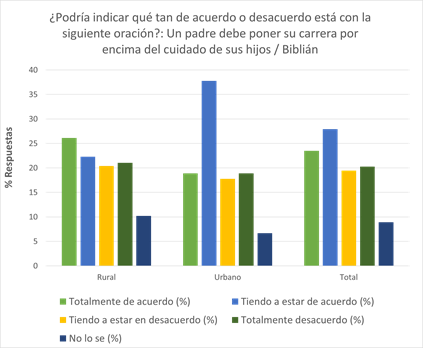 ¿Podría indicar qué tan de acuerdo o desacuerdo está con la
siguiente oración?: Un padre debe poner su carrera por
encima del cuidado de sus hijos / Biblián
40
35
30
25
20
15
10
5
0
% Respuestas
Rural
Urbano
Total
Totalmente de acuerdo (%)
Tiendo a estar de acuerdo (%)
Tiendo a estar en desacuerdo (%)
Totalmente desacuerdo (%)
No lo se (%)